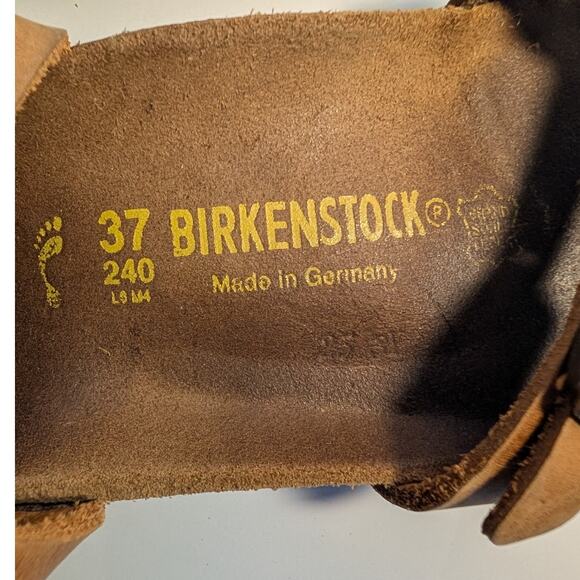 37 BIRKENSTOCK®
240
L6 M4
Made in Germany